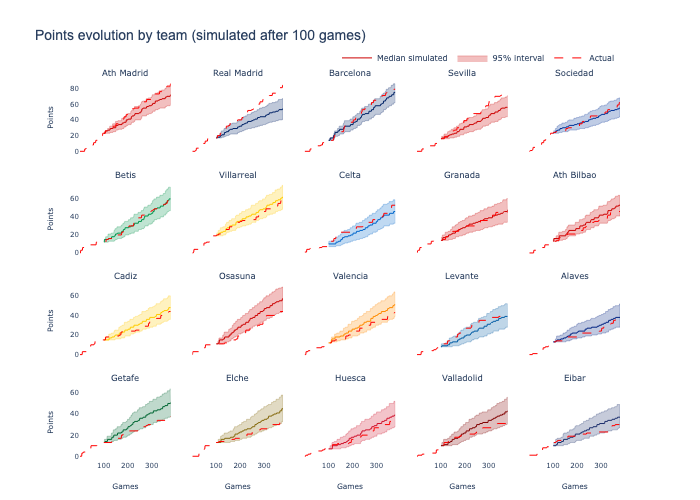 Points evolution by team (simulated after 100 games)
Median simulated 95% interval Actual
Ath Madrid Real Madrid Barcelona Sevilla Sociedad
80
60
40
20
0
Points
Betis Villarreal Celta Granada Ath Bilbao
60
40
20
0
Points
Cadiz Osasuna Valencia Levante Alaves
60
40
20
0
Points
Getafe Elche Huesca Valladolid Eibar
60
40
20
0
Points
100 200 300 100 200 300 100 200 300 100 200 300 100 200 300
Games Games Games Games Games